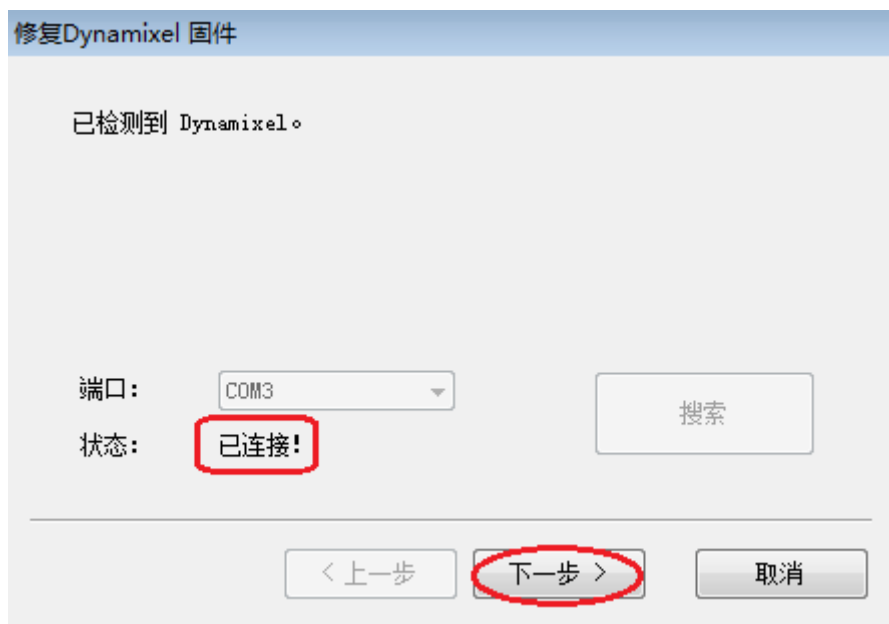 修复Dynamixel 固件
已检测到 Dynamixel。
端口： COM3
搜索
状态： 已连接!
< 上一步 下一步 > 取消